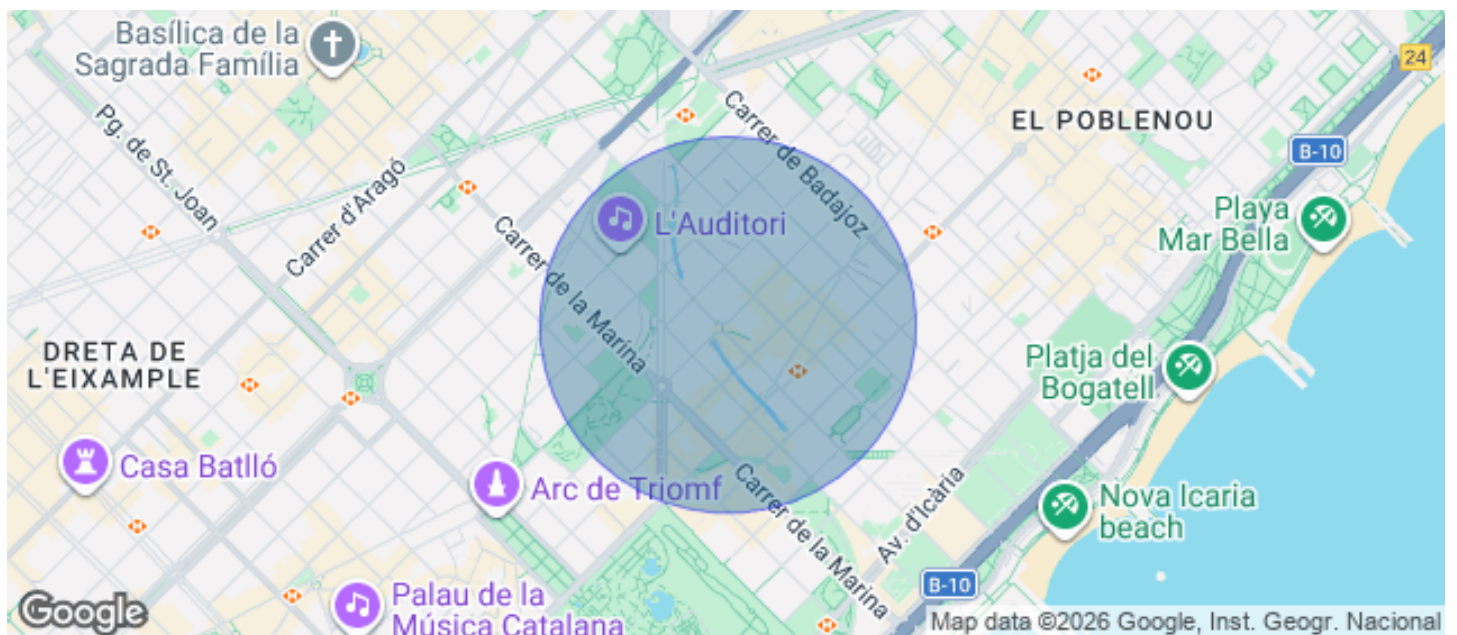 Basílica de la
Sagrada Família
24
Carrer de Badajoz
EL POBLENOU
B-10
Pg. de St. Joan
Carrer d'Aragó
L'Auditori
Playa
Mar Bella
Carrer de la Marina
DRETA DE
L'EIXAMPLE
Platja del
Bogatell
Casa Batlló
Arc de Triomf
Carrer de la Marina
Av. d'Icària
Nova Icaria
beach
B-10
Palau de la
Música Catalana
Google
Map data ©2026 Google, Inst. Geogr. Nacional